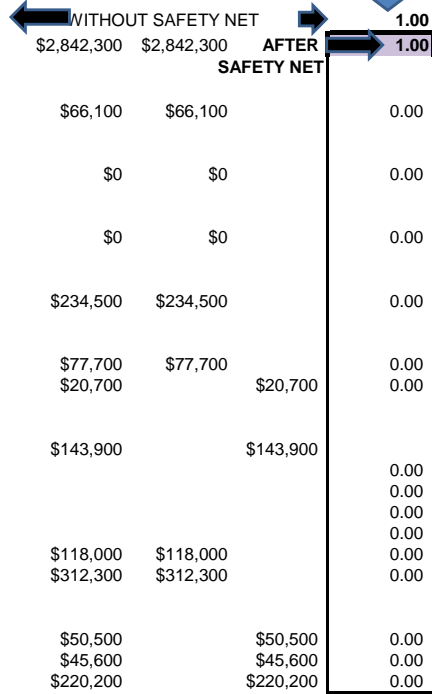 WITHOUT SAFETY NET 1.00
$2,842,300 $2,842,300 AFTER 1.00
SAFETY NET
$66,100 $66,100 0.00
$0 $0 0.00
$0 $0 0.00
$234,500 $234,500 0.00
$77,700 $77,700 0.00
$20,700 $20,700 0.00
$143,900 $143,900
0.00
0.00
0.00
0.00
$118,000 $118,000 0.00
$312,300 $312,300 0.00
$50,500 $50,500 0.00
$45,600 $45,600 0.00
$220,200 $220,200 0.00